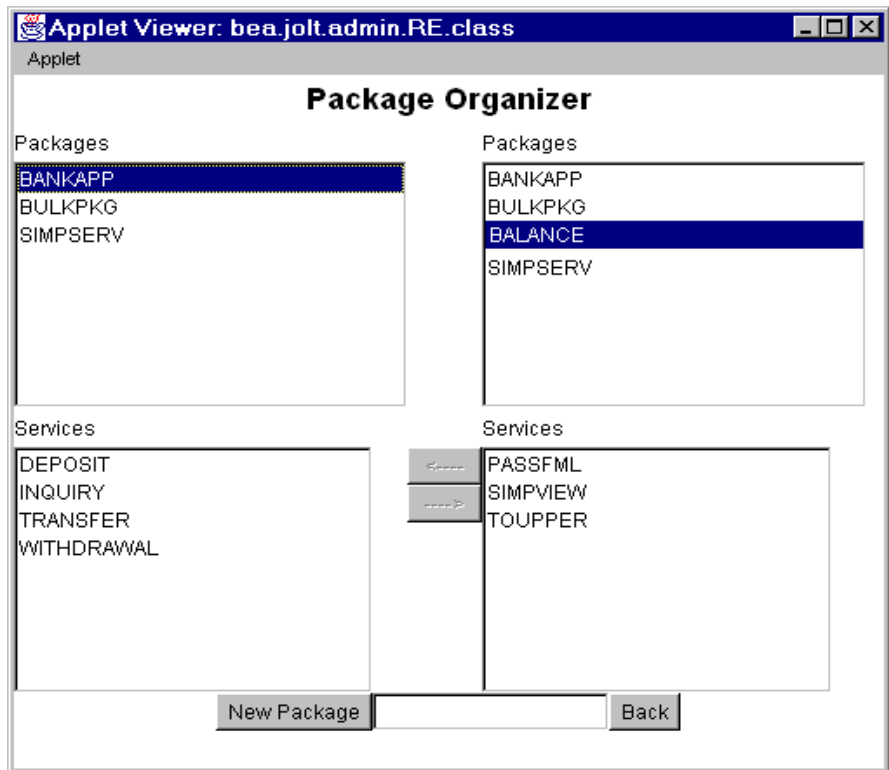 Applet Viewer: bea.jolt.admin.RE.class
Applet
Package Organizer
Packages
BANKAPP
BULKPKG
SIMPSERV
Packages
BANKAPP
BULKPKG
BALANCE
SIMPSERV
Services
DEPOSIT
INQUIRY
TRANSFER
WITHDRAWAL
<----
---->
Services
PASSFML
SIMPVIEW
TOUPPER
New Package
Back